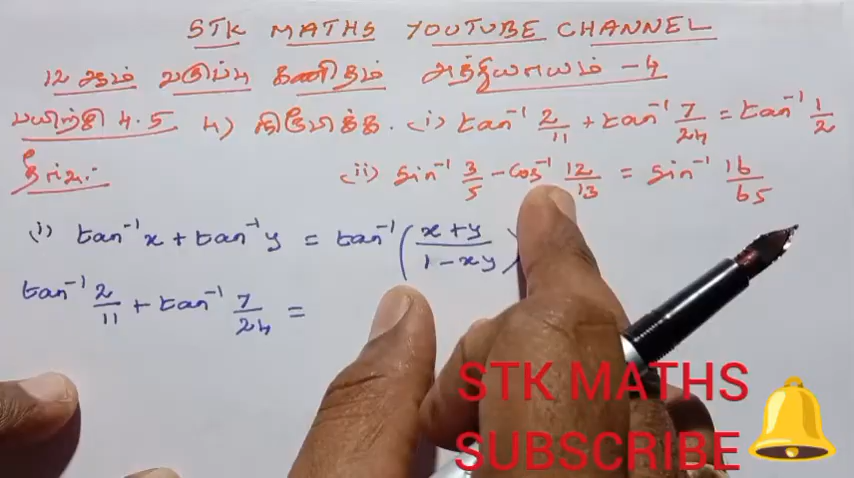 STK MATHS YOUTUBE CHANNEL
12 ஆம் வகுப்பு கணிதம் அத்தியாயம் - 4
பயிற்சி 4.5 4) நிரூபிக்க. (i) tan⁻¹ 2/11 + tan⁻¹ 7/24 = tan⁻¹ 1/2
தீர்வு: (ii) sin⁻¹ 3/5 - cos⁻¹ 12/13 = sin⁻¹ 16/65
(i) tan⁻¹x + tan⁻¹y = tan⁻¹(x+y/1-xy)
tan⁻¹ 2/11 + tan⁻¹ 7/24 =
STK MATHS
SUBSCRIBE